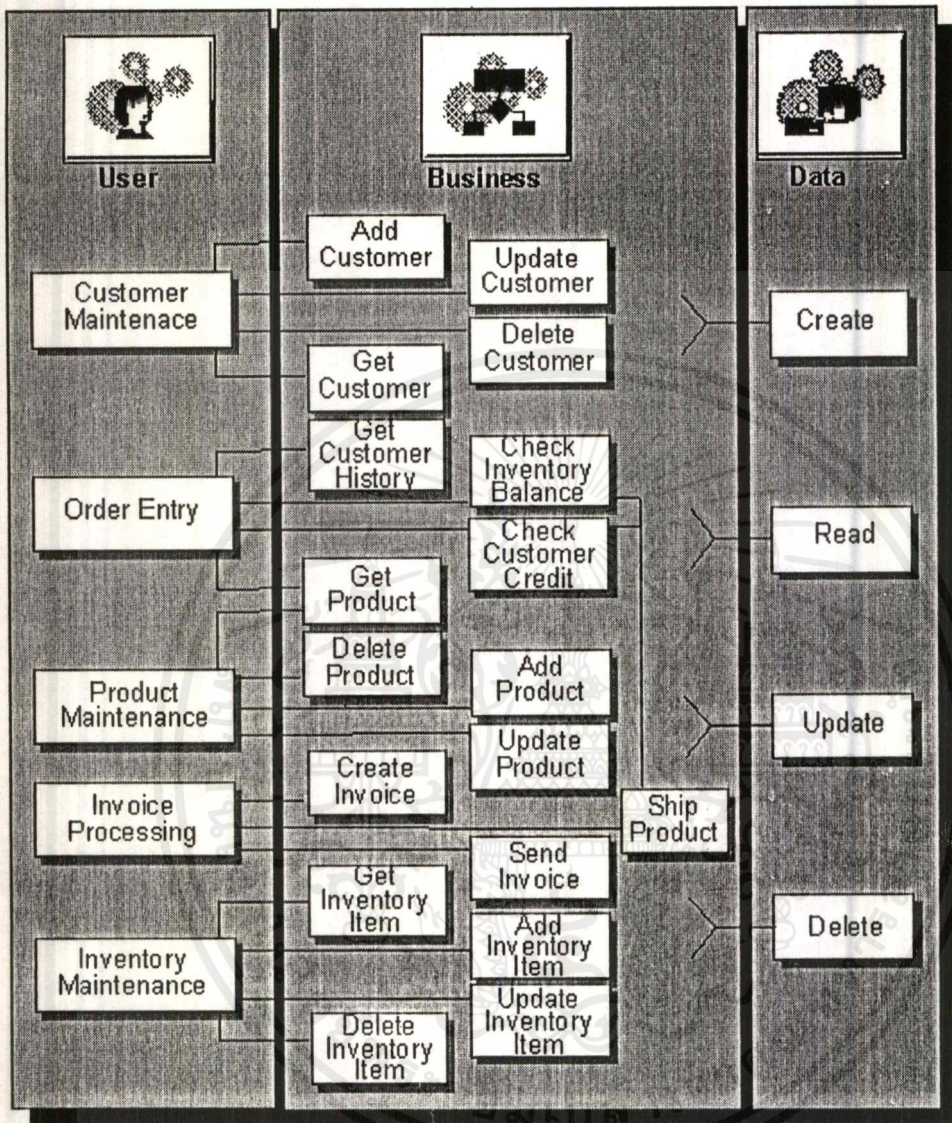 User
Business
Data
Customer
Maintenace
Add
Customer
Update
Customer
Delete
Customer
Get
Customer
Create
Order Entry
Get
Customer
History
Check
Inventory
Balance
Check
Customer
Credit
Get
Product
Read
Product
Maintenance
Delete
Product
Add
Product
Update
Product
Update
Invoice
Processing
Create
Invoice
Ship
Product
Send
Invoice
Inventory
Maintenance
Get
Inventory
Item
Add
Inventory
Item
Update
Inventory
Item
Delete
Inventory
Item
Delete